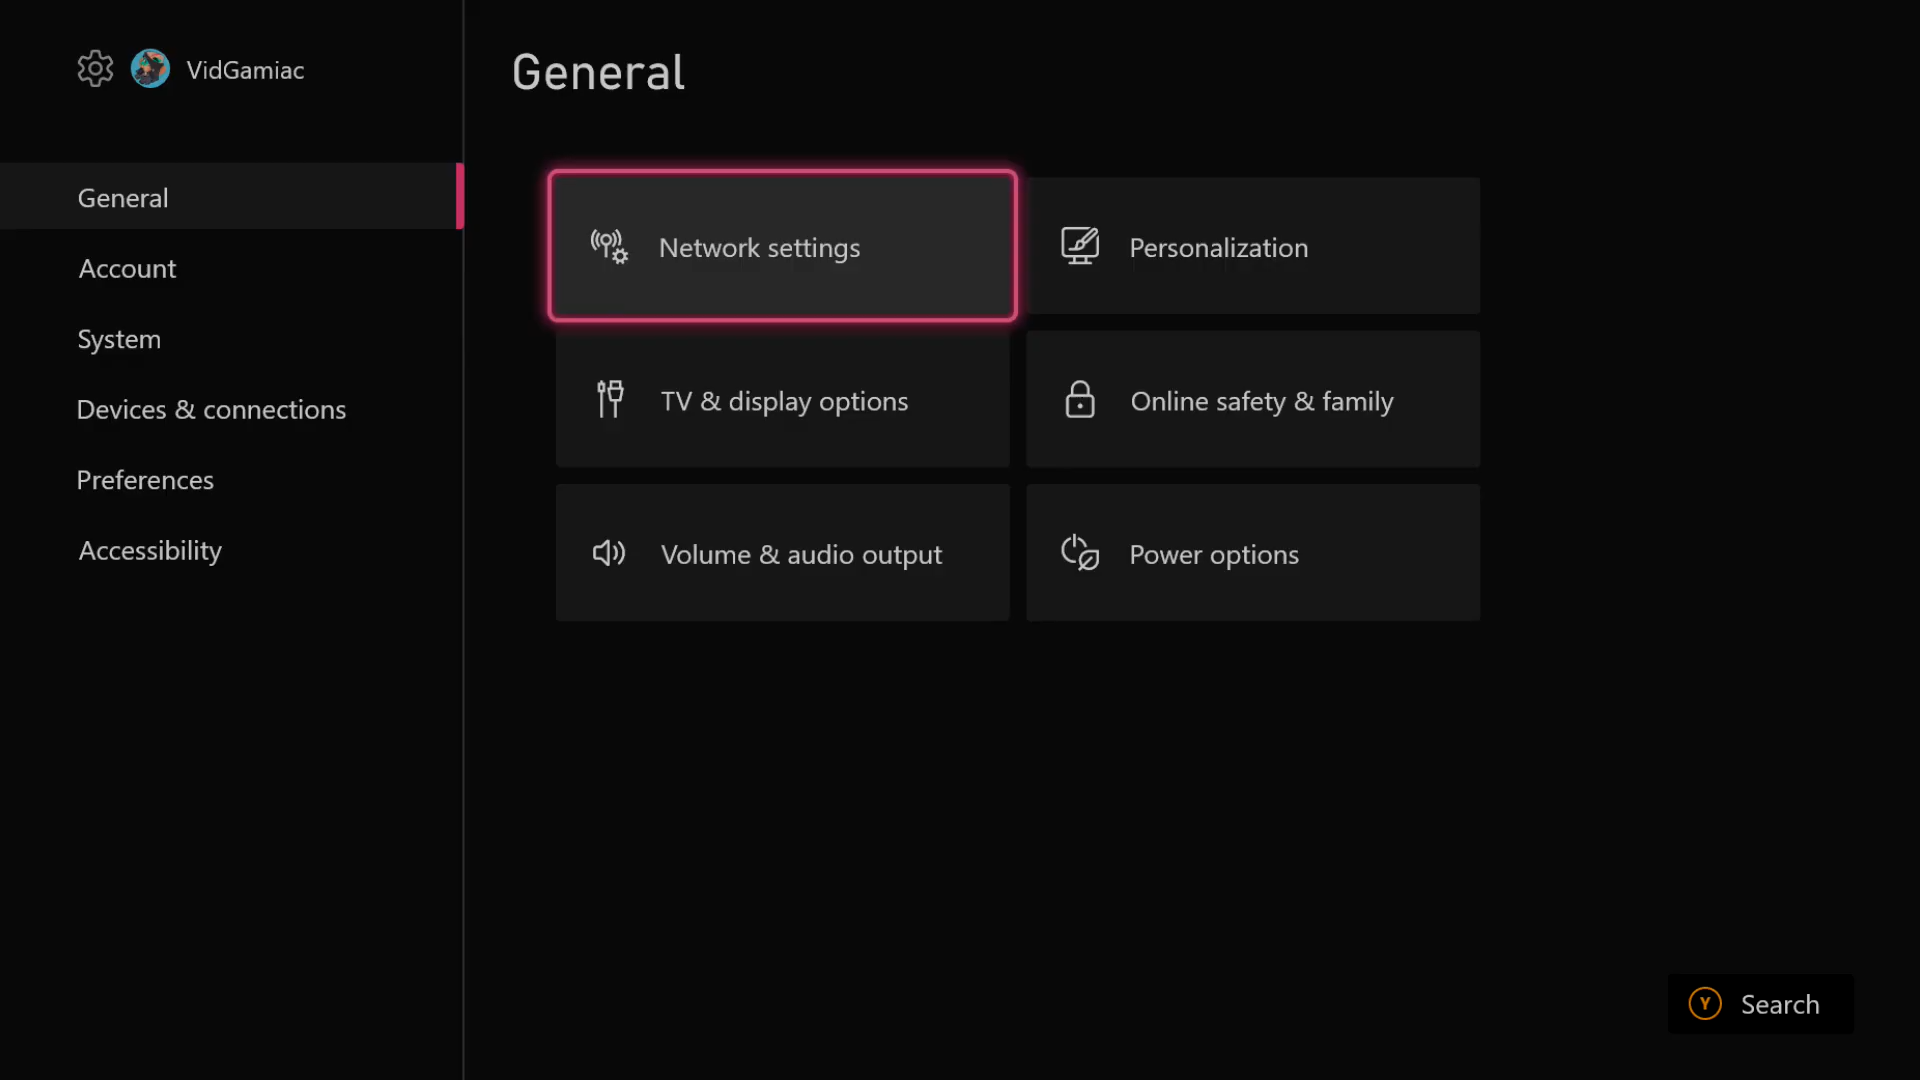 VidGamiac
General
Account
System
Devices & connections
Preferences
Accessibility
General
Network settings
Personalization
TV & display options
Online safety & family
Volume & audio output
Power options
Y Search